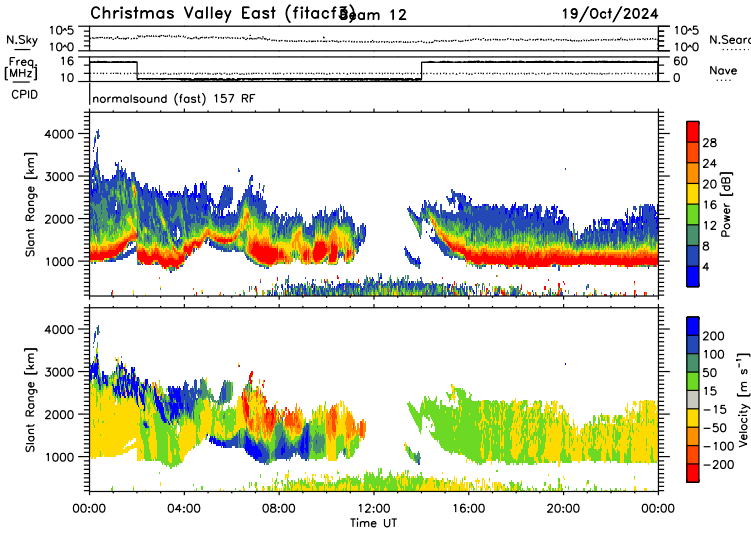 Christmas Valley East (fitacf3) Beam 12 19/Oct/2024
N.Sky 10^5 10^0 10^5 10^0 N.Searc
Freq. [MHz] 16 10 60 0 Nave
CPID normalsound (fast) 157 RF
Slant Range [km] 4000 3000 2000 1000
28 24 20 16 12 8 4 Power [dB]
Slant Range [km] 4000 3000 2000 1000
200 100 50 15 −15 −50 −100 −200 Velocity [m s⁻¹]
00:00 04:00 08:00 12:00 16:00 20:00 00:00
Time UT